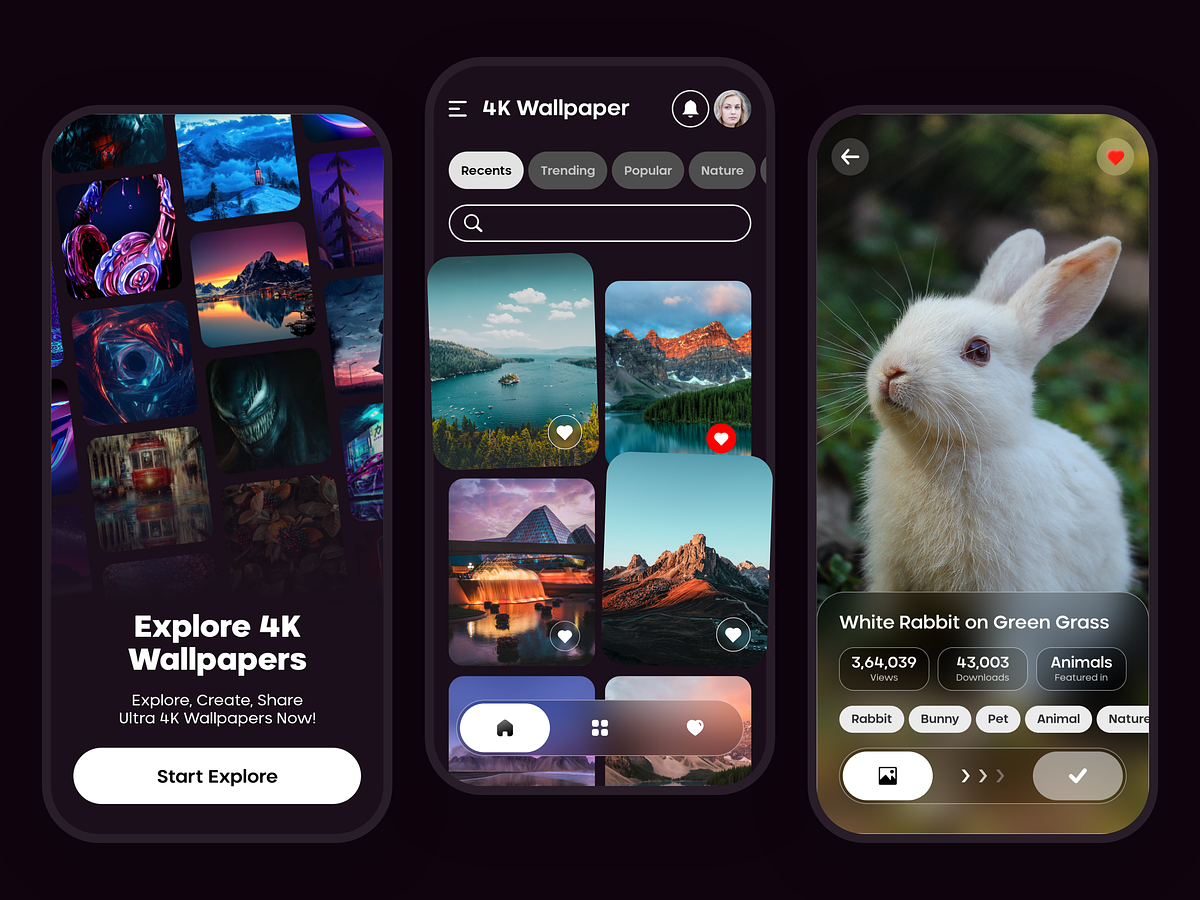 Explore 4K
Wallpapers
Explore, Create, Share
Ultra 4K Wallpapers Now!
Start Explore
4K Wallpaper
Recents Trending Popular Nature
White Rabbit on Green Grass
3,64,039 43,003 Animals
Views Downloads Featured in
Rabbit Bunny Pet Animal Nature